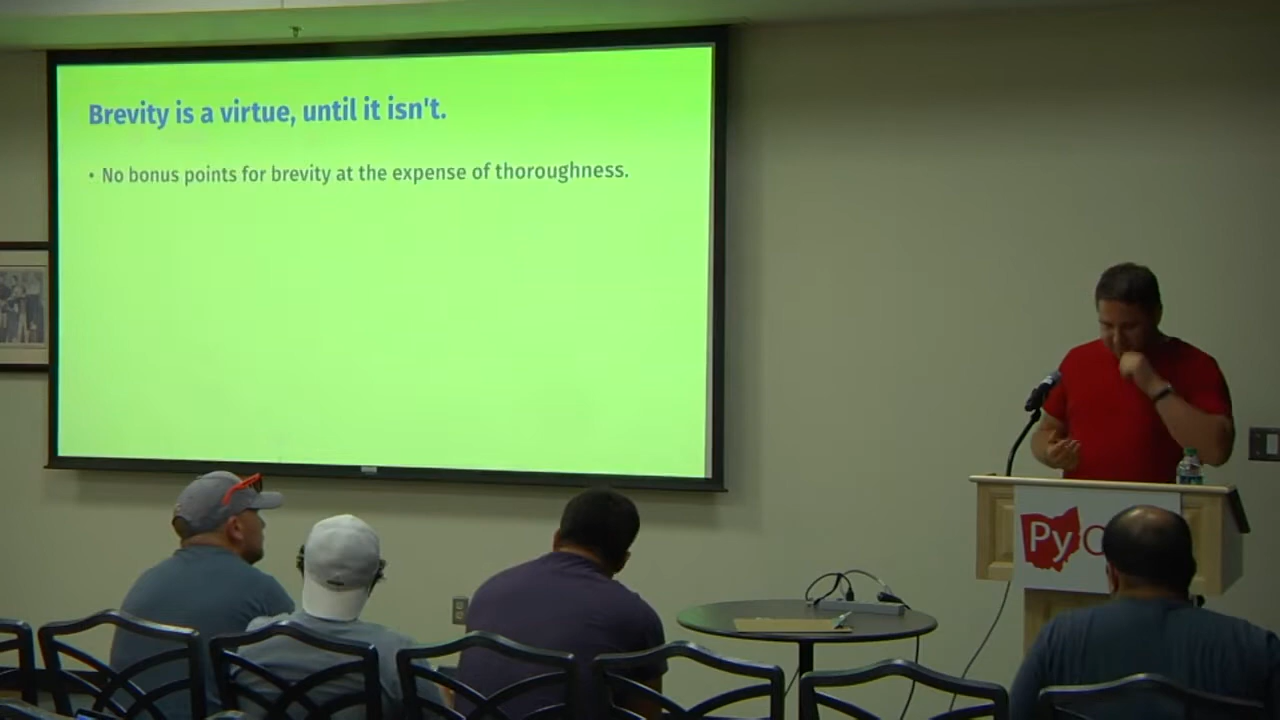 Brevity is a virtue, until it isn't.
• No bonus points for brevity at the expense of thoroughness.
Py